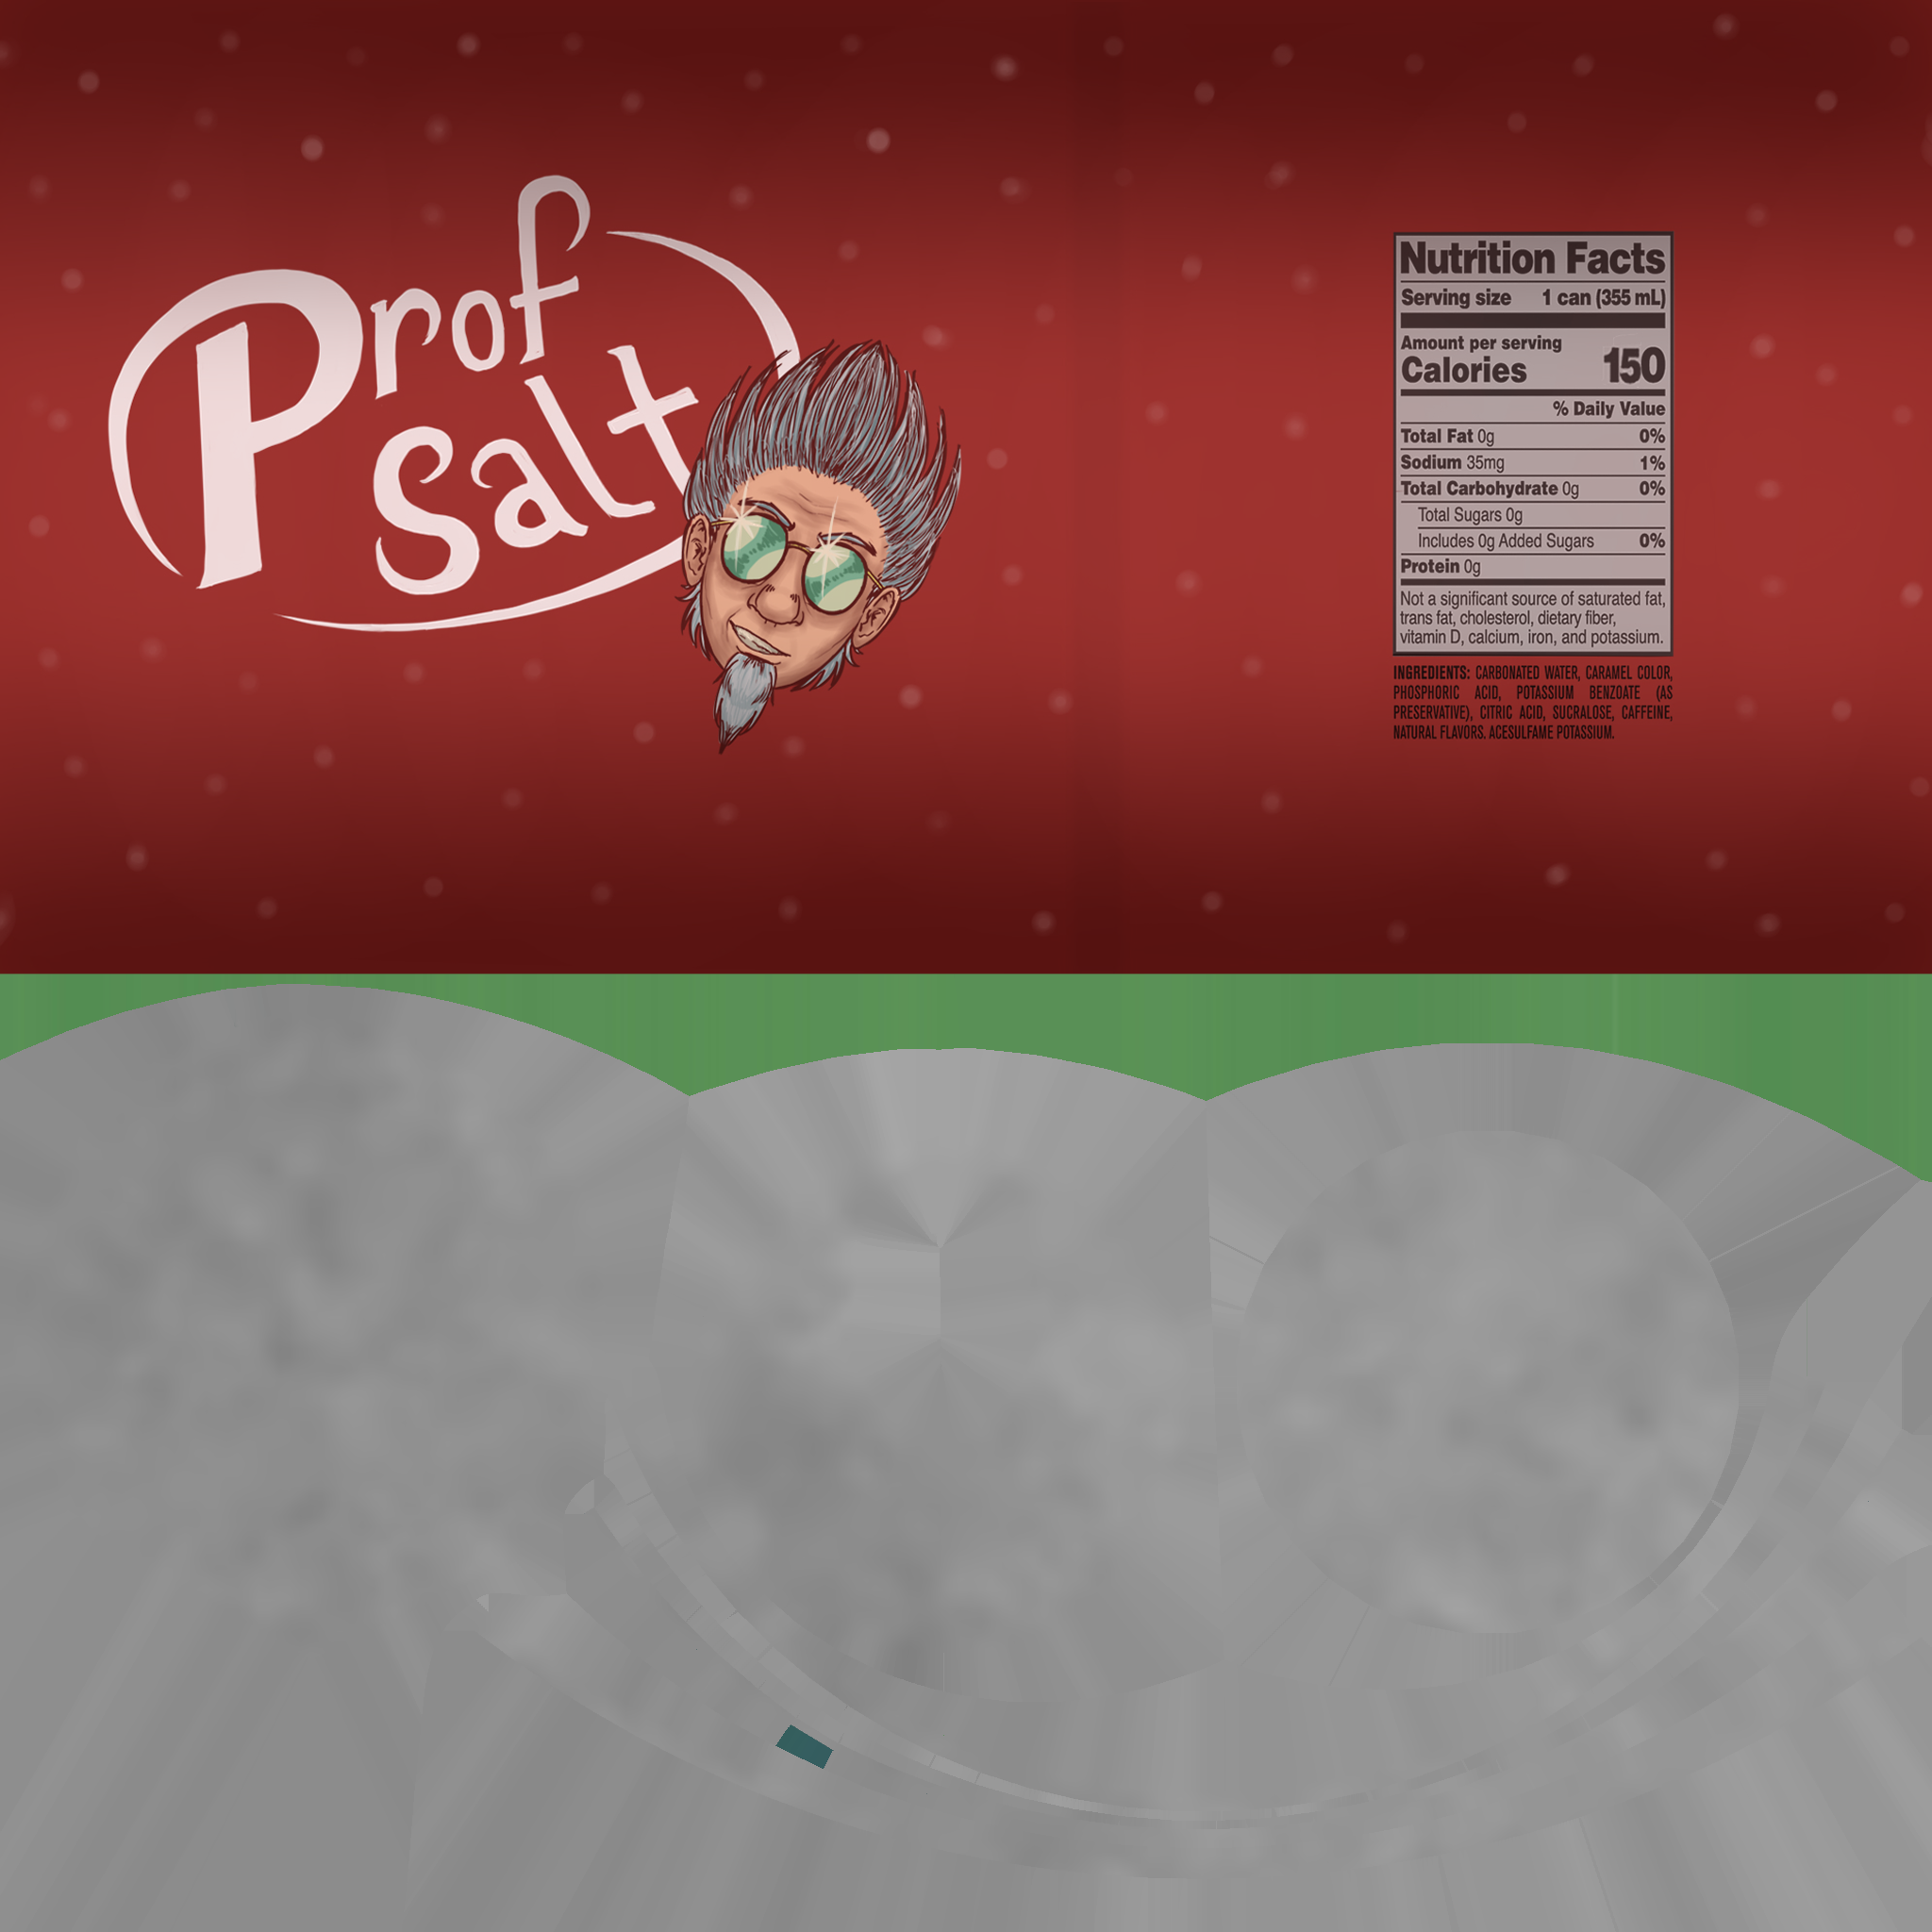 Prof
Salt
Nutrition Facts
Serving size 1 can (355 mL)
Amount per serving
Calories 150
% Daily Value
Total Fat 0g 0%
Sodium 35mg 1%
Total Carbohydrate 0g 0%
Total Sugars 0g
Includes 0g Added Sugars 0%
Protein 0g
Not a significant source of saturated fat,
trans fat, cholesterol, dietary fiber,
vitamin D, calcium, iron, and potassium.
INGREDIENTS: CARBONATED WATER, CARAMEL COLOR,
PHOSPHORIC ACID, POTASSIUM BENZOATE (AS
PRESERVATIVE), CITRIC ACID, SUCRALOSE, CAFFEINE,
NATURAL FLAVORS. ACESULFAME POTASSIUM.